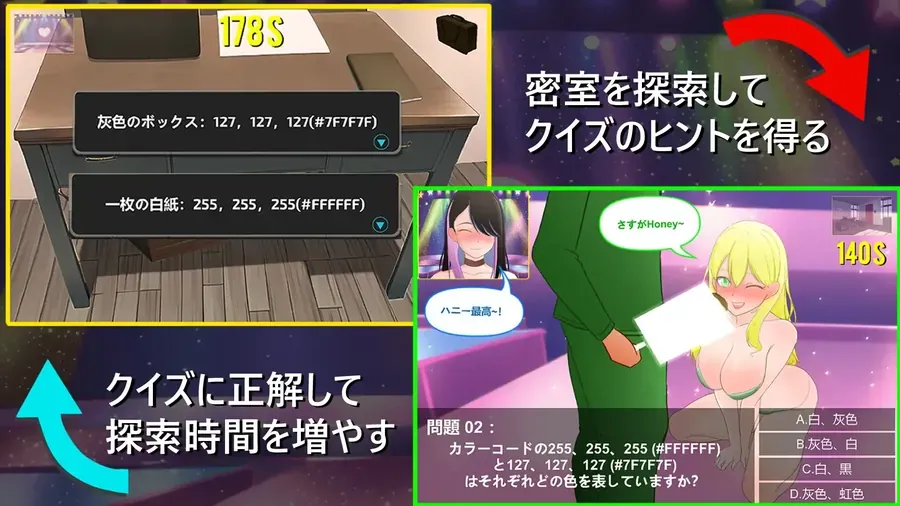 178S
灰色のボックス：127，127，127(#7F7F7F)
一枚の白紙：255，255，255(#FFFFFF)
密室を探索して
クイズのヒントを得る
さすがHoney~
140S
ハニー最高~!
クイズに正解して
探索時間を増やす
問題 02：
カラーコードの255、255、255 (#FFFFFF)
と127、127、127 (#7F7F7F)
はそれぞれどの色を表していますか?
A.白、灰色
B.灰色、白
C.白、黒
D.灰色、虹色